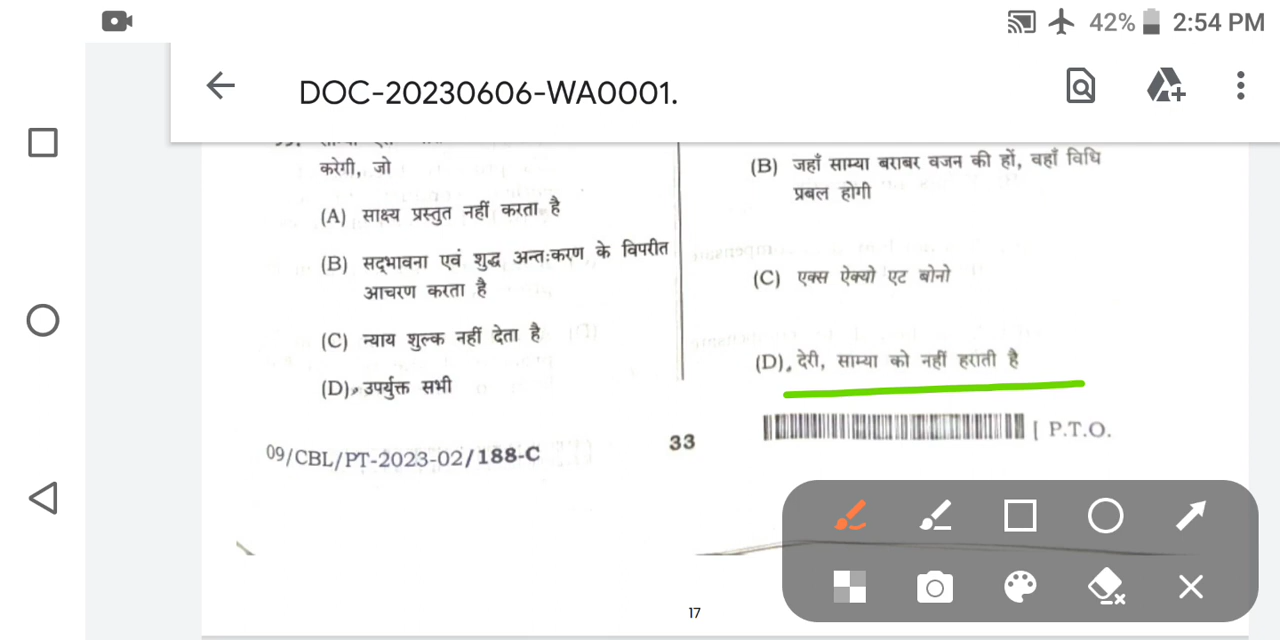 42% 2:54 PM
DOC-20230606-WA0001.
करेगी, जो
(A) साक्ष्य प्रस्तुत नहीं करता है
(B) सद्‌भावना एवं शुद्ध अन्तःकरण के विपरीत
आचरण करता है
(C) न्याय शुल्क नहीं देता है
(D) उपर्युक्त सभी
(B) जहाँ साम्या बराबर वजन की हों, वहाँ विधि
प्रबल होगी
(C) एक्स ऐक्यो एट बोनो
(D) देरी, साम्या को नहीं हराती है
09/CBL/PT-2023-02/188-C
33
[ P.T.O.
17